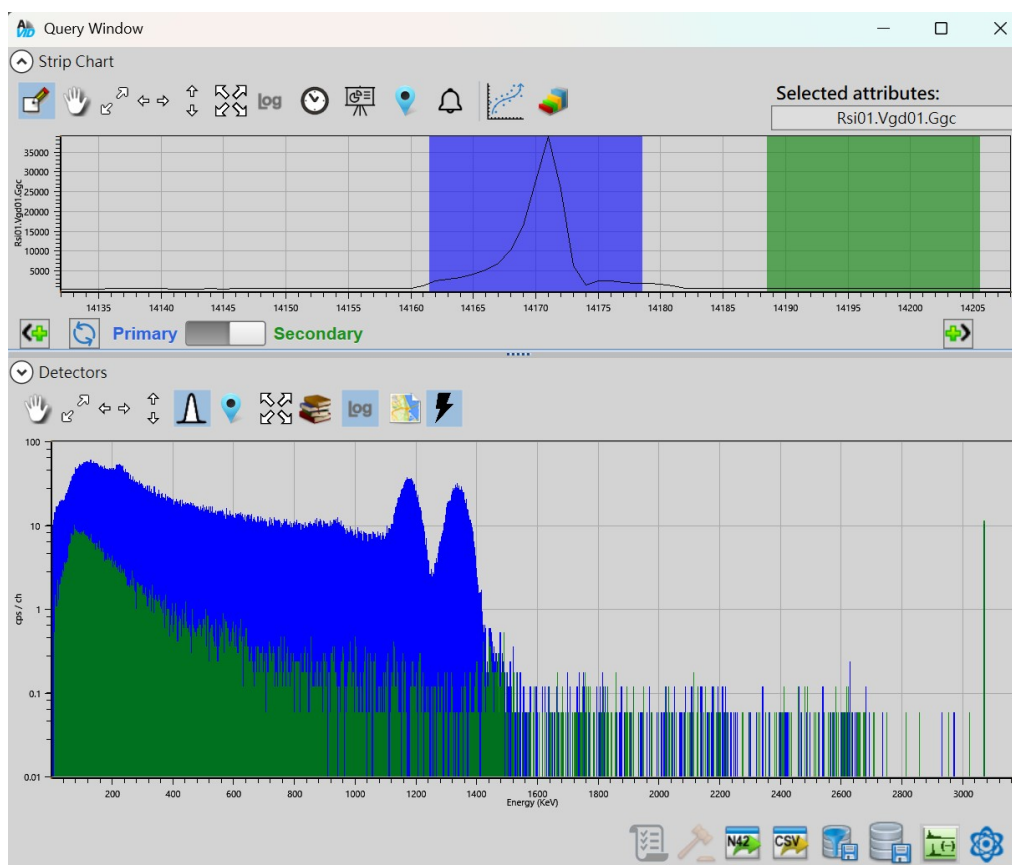 AVID Query Window
Strip Chart
Log
Selected attributes:
Rsi01.Vgd01.Ggc
Rsi01.Vgd01.Ggc
35000
30000
25000
20000
15000
10000
5000
14135 14140 14145 14150 14155 14160 14165 14170 14175 14180 14185 14190 14195 14200 14205
Primary Secondary
Detectors
Log
cps / ch
100
10
1
0.1
0.01
200 400 600 800 1000 1200 1400 1600 1800 2000 2200 2400 2600 2800 3000
Energy (KeV)
N42 CSV